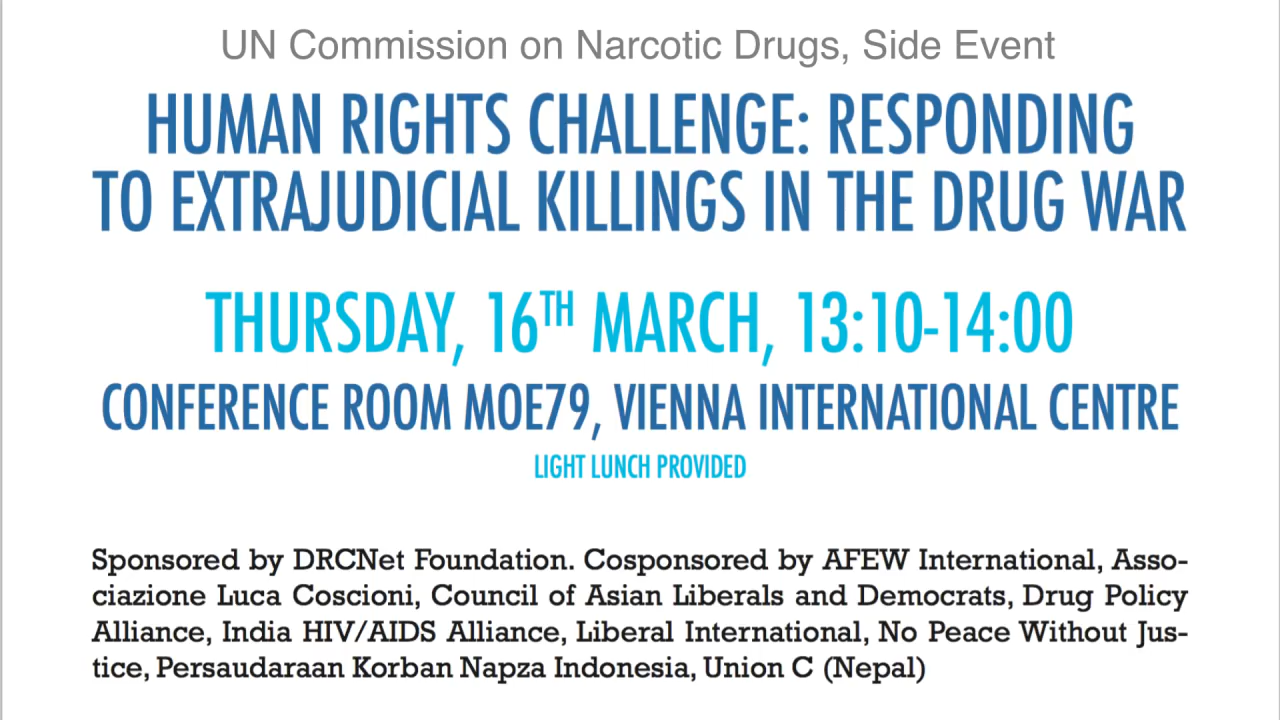 UN Commission on Narcotic Drugs, Side Event
HUMAN RIGHTS CHALLENGE: RESPONDING
TO EXTRAJUDICIAL KILLINGS IN THE DRUG WAR
THURSDAY, 16TH MARCH, 13:10-14:00
CONFERENCE ROOM MOE79, VIENNA INTERNATIONAL CENTRE
LIGHT LUNCH PROVIDED
Sponsored by DRCNet Foundation. Cosponsored by AFEW International, Asso-
ciazione Luca Coscioni, Council of Asian Liberals and Democrats, Drug Policy
Alliance, India HIV/AIDS Alliance, Liberal International, No Peace Without Jus-
tice, Persaudaraan Korban Napza Indonesia, Union C (Nepal)